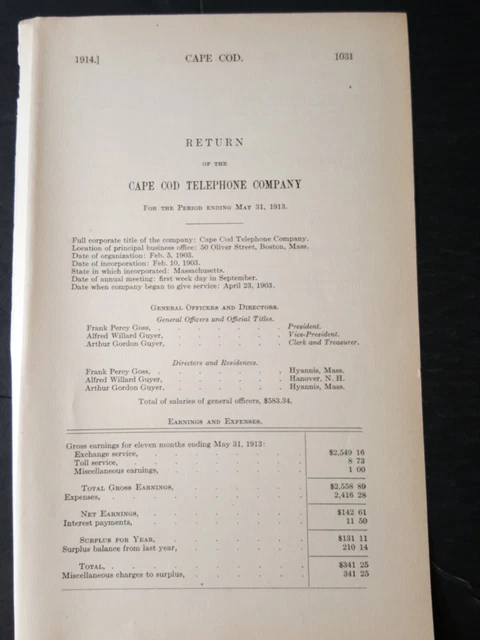 1914.] CAPE COD. 1031
RETURN
OF THE
CAPE COD TELEPHONE COMPANY
FOR THE PERIOD ENDING MAY 31, 1913.
Full corporate title of the company: Cape Cod Telephone Company.
Location of principal business office: 50 Oliver Street, Boston, Mass.
Date of organization: Feb. 5, 1903.
Date of incorporation: Feb. 10, 1903.
State in which incorporated: Massachusetts.
Date of annual meeting: first week day in September.
Date when company began to give service: April 23, 1903.
GENERAL OFFICERS AND DIRECTORS.
General Officers and Official Titles.
Frank Percy Goss, . . . . . . President.
Alfred Willard Guyer, . . . . . . Vice-President.
Arthur Gordon Guyer, . . . . . . Clerk and Treasurer.
Directors and Residences.
Frank Percy Goss, . . . . . . Hyannis, Mass.
Alfred Willard Guyer, . . . . . . Hanover, N. H.
Arthur Gordon Guyer, . . . . . . Hyannis, Mass.
Total of salaries of general officers, $583.34.
EARNINGS AND EXPENSES.
Gross earnings for eleven months ending May 31, 1913:
Exchange service, . . . . . . $2,549 16
Toll service, . . . . . . 8 73
Miscellaneous earnings, . . . . . . 1 00
TOTAL GROSS EARNINGS, . . . . . . $2,558 89
Expenses, . . . . . . 2,416 28
NET EARNINGS, . . . . . . $142 61
Interest payments, . . . . . . 11 50
SURPLUS FOR YEAR, . . . . . . $131 11
Surplus balance from last year, . . . . . . 210 14
TOTAL, . . . . . . $341 25
Miscellaneous charges to surplus, . . . . . . 341 25